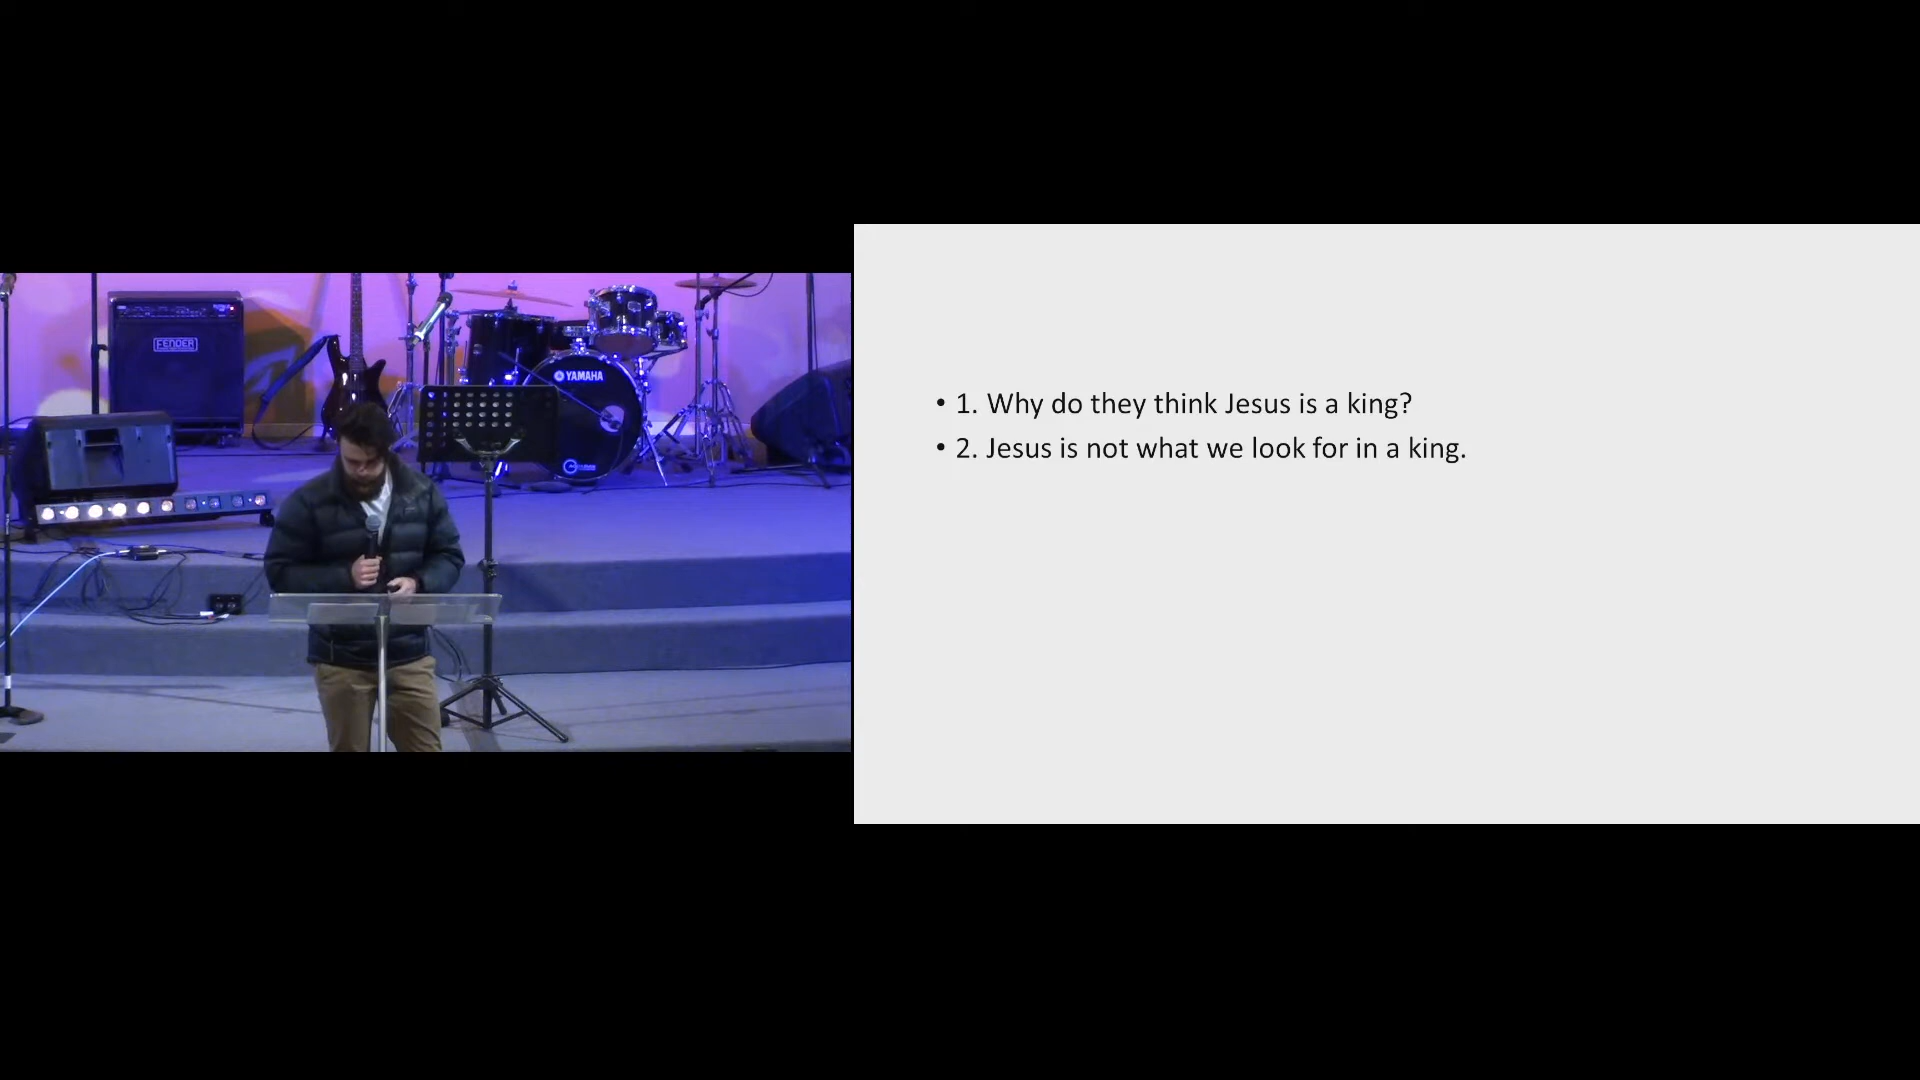 FENDER
YAMAHA
• 1. Why do they think Jesus is a king?
• 2. Jesus is not what we look for in a king.